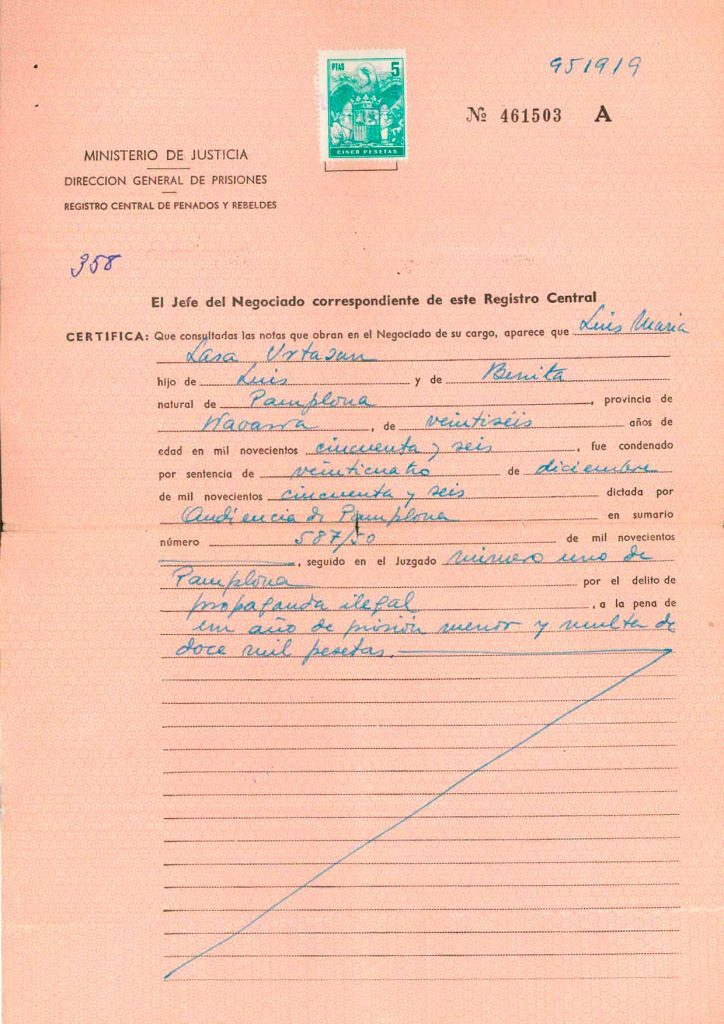 951919
PTAS 5
CINCO PESETAS
Nº 461503 A
MINISTERIO DE JUSTICIA
DIRECCION GENERAL DE PRISIONES
REGISTRO CENTRAL DE PENADOS Y REBELDES
358
El Jefe del Negociado correspondiente de este Registro Central
CERTIFICA: Que consultadas las notas que obran en el Negociado de su cargo, aparece que Luis Maria
Lasa Urtasun
hijo de Luis y de Benita
natural de Pamplona, provincia de
Navarra, de veintiséis años de
edad en mil novecientos cincuenta y seis, fue condenado
por sentencia de veinticuatro de diciembre
de mil novecientos cincuenta y seis dictada por
Audiencia de Pamplona en sumario
número 587/50 de mil novecientos
, seguido en el Juzgado número uno de
Pamplona por el delito de
propaganda ilegal, a la pena de
un año de prisión menor y multa de
doce mil pesetas.